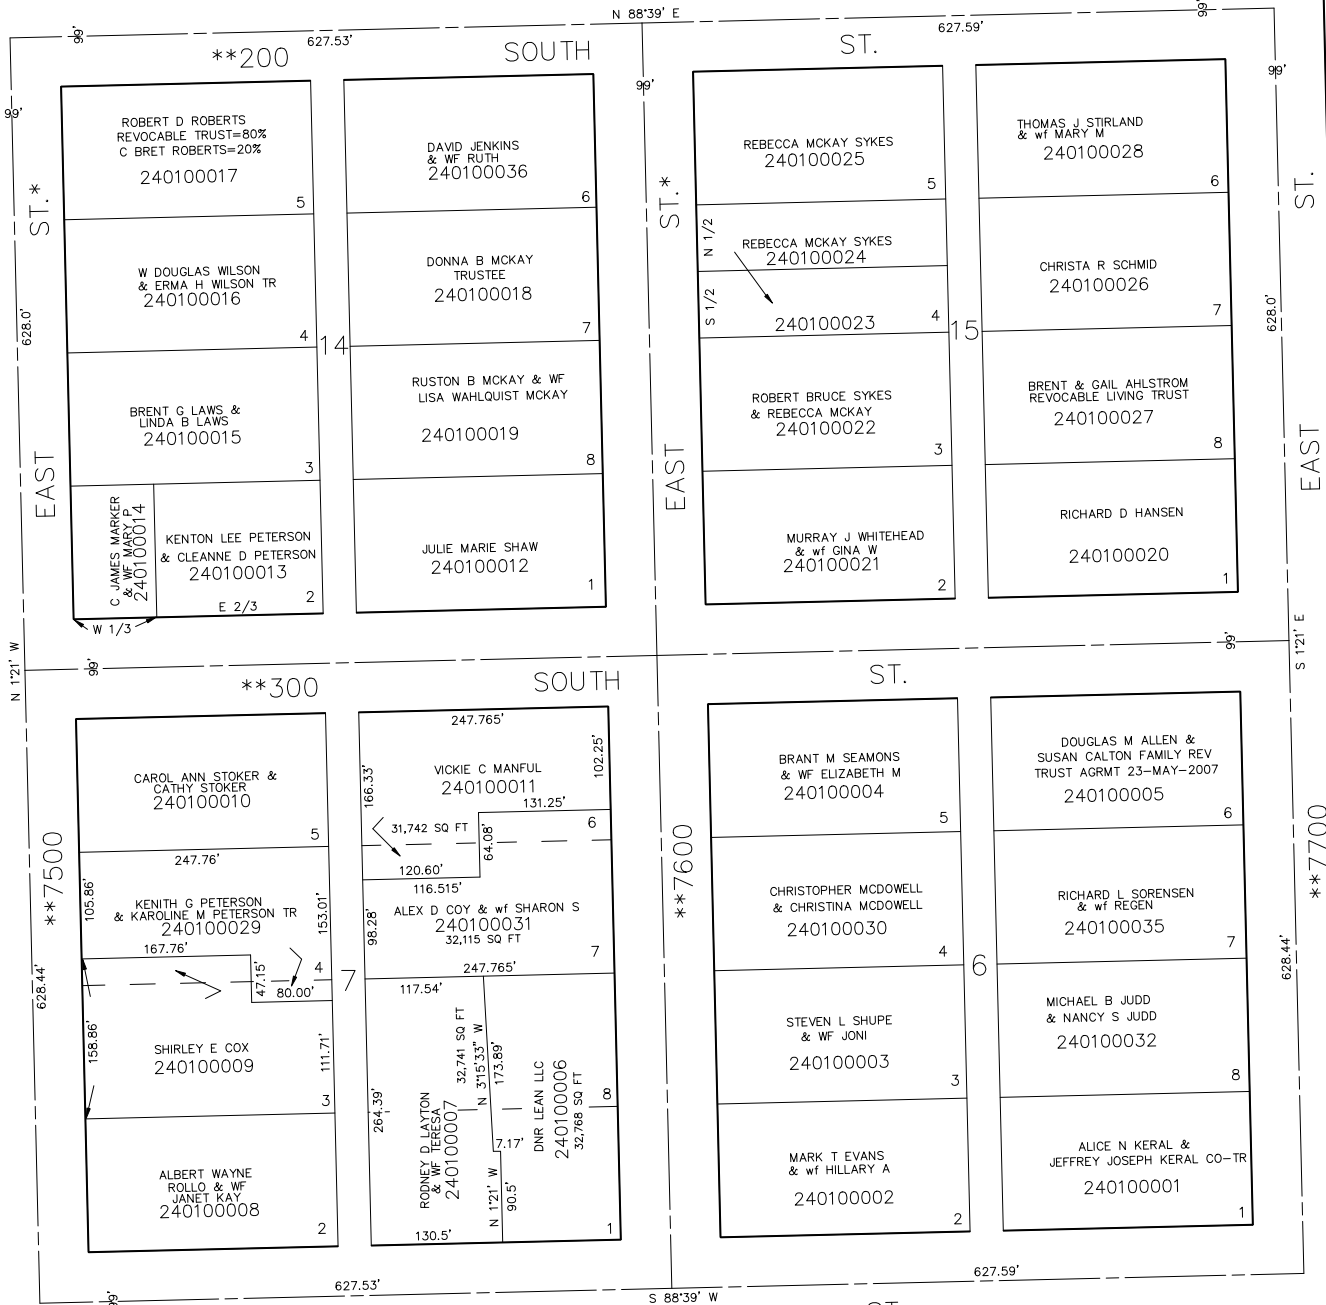 N 88°39' E
99'
627.53'
627.59'
99'
**200
SOUTH
ST.
99'
99'
99'
ROBERT D ROBERTS
REVOCABLE TRUST=80%
C BRET ROBERTS=20%
240100017
5
DAVID JENKINS
& WF RUTH
240100036
6
REBECCA MCKAY SYKES
240100025
5
THOMAS J STIRLAND
& wf MARY M
240100028
6
ST.*
ST.*
ST.
W DOUGLAS WILSON
& ERMA H WILSON TR
240100016
4
DONNA B MCKAY
TRUSTEE
240100018
7
N 1/2
REBECCA MCKAY SYKES
240100024
S 1/2
240100023
4
CHRISTA R SCHMID
240100026
7
628.0'
14
15
628.0'
BRENT G LAWS &
LINDA B LAWS
240100015
3
RUSTON B MCKAY & WF
LISA WAHLQUIST MCKAY
240100019
8
ROBERT BRUCE SYKES
& REBECCA MCKAY
240100022
3
BRENT & GAIL AHLSTROM
REVOCABLE LIVING TRUST
240100027
8
EAST
EAST
EAST
C JAMES MARKER
& WF MARY P
240100014
KENTON LEE PETERSON
& CLEANNE D PETERSON
240100013
2
E 2/3
W 1/3
JULIE MARIE SHAW
240100012
1
MURRAY J WHITEHEAD
& wf GINA W
240100021
2
RICHARD D HANSEN
240100020
1
N 1°21' W
99'
99'
S 1°21' E
**300
SOUTH
ST.
CAROL ANN STOKER &
CATHY STOKER
240100010
5
247.765'
166.33'
VICKIE C MANFUL
240100011
102.25'
131.25'
31,742 SQ FT
64.08'
6
120.60'
BRANT M SEAMONS
& WF ELIZABETH M
240100004
5
DOUGLAS M ALLEN &
SUSAN CALTON FAMILY REV
TRUST AGRMT 23-MAY-2007
240100005
6
**7500
**7600
**7700
247.76'
105.86'
KENITH G PETERSON
& KAROLINE M PETERSON TR
240100029
153.01'
167.76'
47.15'
80.00'
4
116.515'
98.28'
ALEX D COY & wf SHARON S
240100031
32,115 SQ FT
7
247.765'
CHRISTOPHER MCDOWELL
& CHRISTINA MCDOWELL
240100030
4
RICHARD L SORENSEN
& wf REGEN
240100035
7
628.44'
7
6
628.44'
158.86'
SHIRLEY E COX
240100009
111.71'
3
117.54'
264.39'
RODNEY D LAYTON
& WF TERESA
240100007
32,741 SQ FT
N 3°15'33" W
173.89'
7.17'
N 1°21' W
90.5'
130.5'
DNR LEAN LLC
240100006
32,768 SQ FT
8
1
STEVEN L SHUPE
& WF JONI
240100003
3
MICHAEL B JUDD
& NANCY S JUDD
240100032
8
ALBERT WAYNE
ROLLO & WF
JANET KAY
240100008
2
MARK T EVANS
& wf HILLARY A
240100002
2
ALICE N KERAL &
JEFFREY JOSEPH KERAL CO-TR
240100001
1
99'
627.53'
S 88°39' W
627.59'